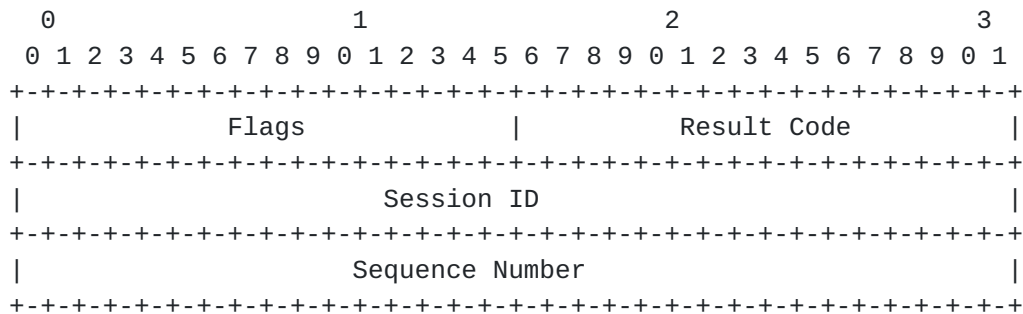 0                   1                   2                   3
 0 1 2 3 4 5 6 7 8 9 0 1 2 3 4 5 6 7 8 9 0 1 2 3 4 5 6 7 8 9 0 1
+-+-+-+-+-+-+-+-+-+-+-+-+-+-+-+-+-+-+-+-+-+-+-+-+-+-+-+-+-+-+-+-+
|             Flags             |          Result Code          |
+-+-+-+-+-+-+-+-+-+-+-+-+-+-+-+-+-+-+-+-+-+-+-+-+-+-+-+-+-+-+-+-+
|                       Session ID                              |
+-+-+-+-+-+-+-+-+-+-+-+-+-+-+-+-+-+-+-+-+-+-+-+-+-+-+-+-+-+-+-+-+
|                     Sequence Number                           |
+-+-+-+-+-+-+-+-+-+-+-+-+-+-+-+-+-+-+-+-+-+-+-+-+-+-+-+-+-+-+-+-+